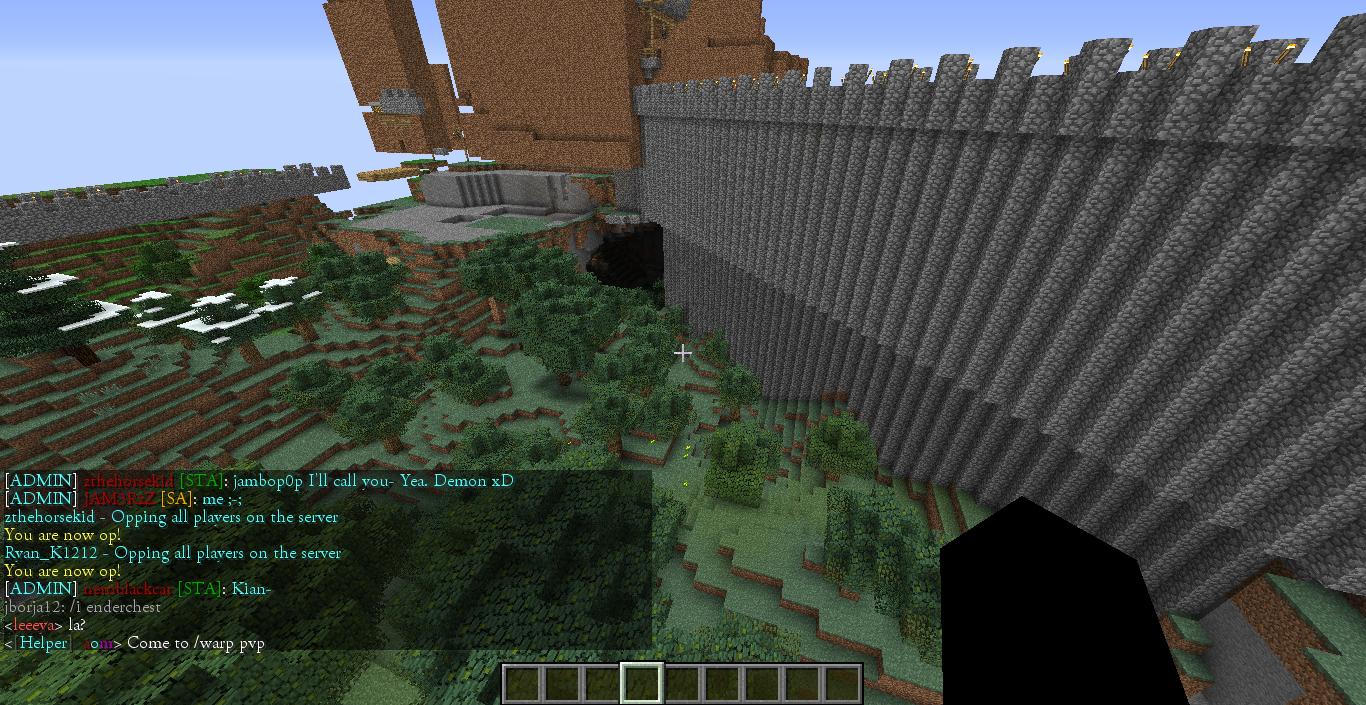 [ADMIN] zthehorsekid [STA]: jambop0p I'll call you- Yea. Demon xD
[ADMIN] [SA]: me ;-;
zthehorsekid - Opping all players on the server
You are now op!
Ryan_K1212 - Opping all players on the server
You are now op!
[ADMIN] [STA]: Kian-
jborja12: /i enderchest
<leeeva> la?
<[Helper] > Come to /warp pvp